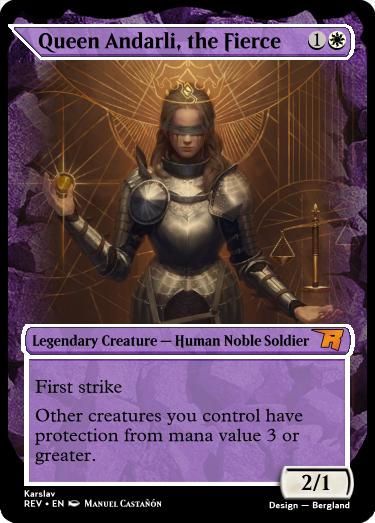 Queen Andarli, the Fierce 1
Legendary Creature — Human Noble Soldier R
First strike
Other creatures you control have
protection from mana value 3 or
greater.
2/1
Karslav
REV • EN Manuel Castañón
Design — Bergland